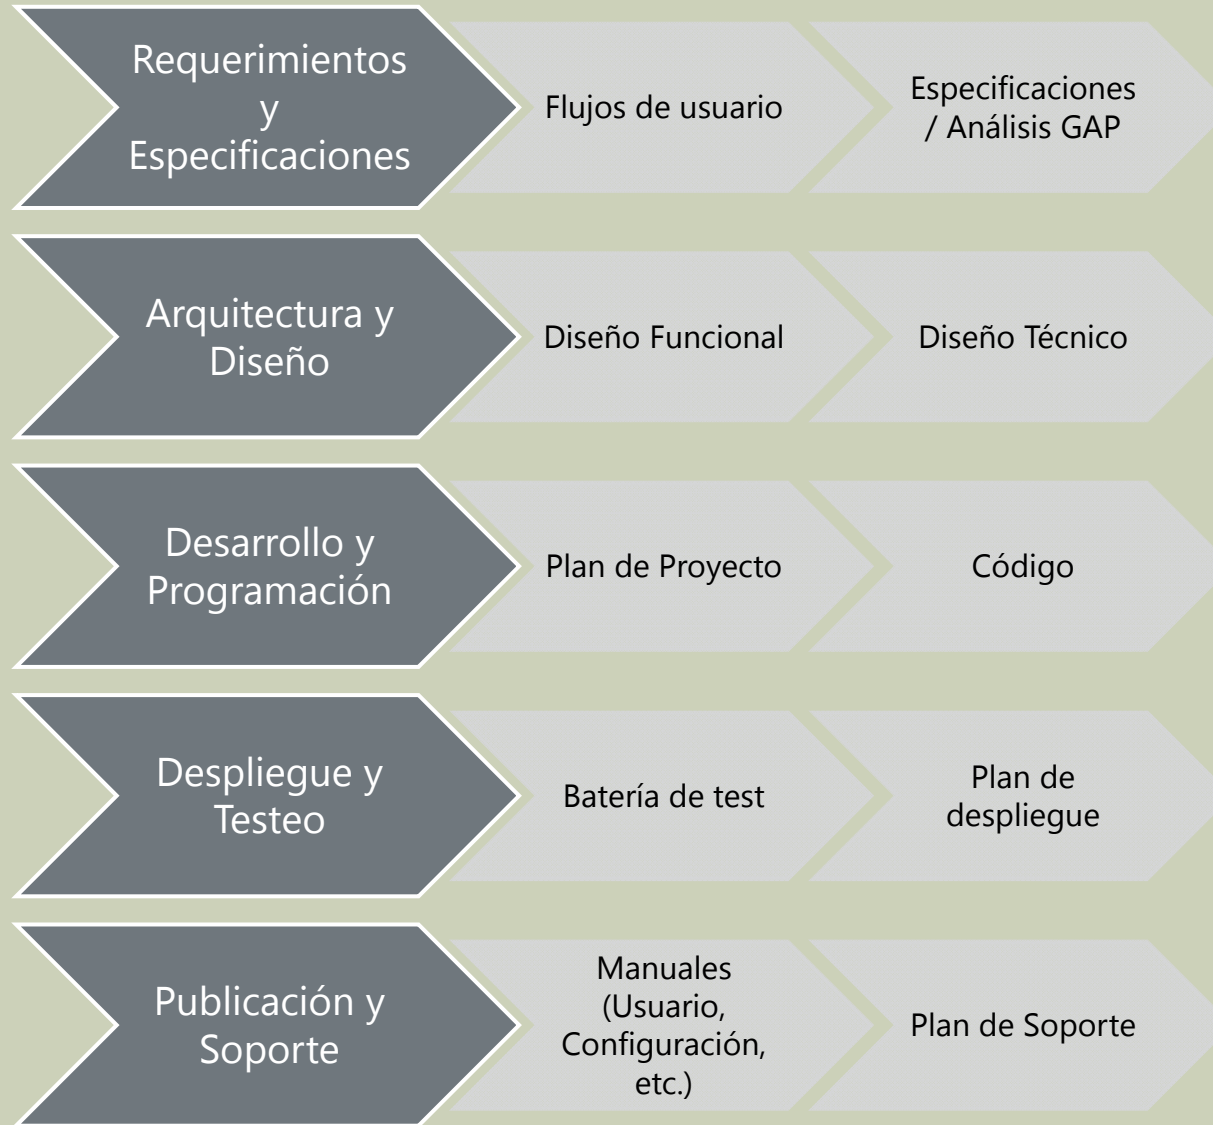 Requerimientos
y
Especificaciones
Flujos de usuario
Especificaciones
/ Análisis GAP
Arquitectura y
Diseño
Diseño Funcional
Diseño Técnico
Desarrollo y
Programación
Plan de Proyecto
Código
Despliegue y
Testeo
Batería de test
Plan de
despliegue
Publicación y
Soporte
Manuales
(Usuario,
Configuración,
etc.)
Plan de Soporte